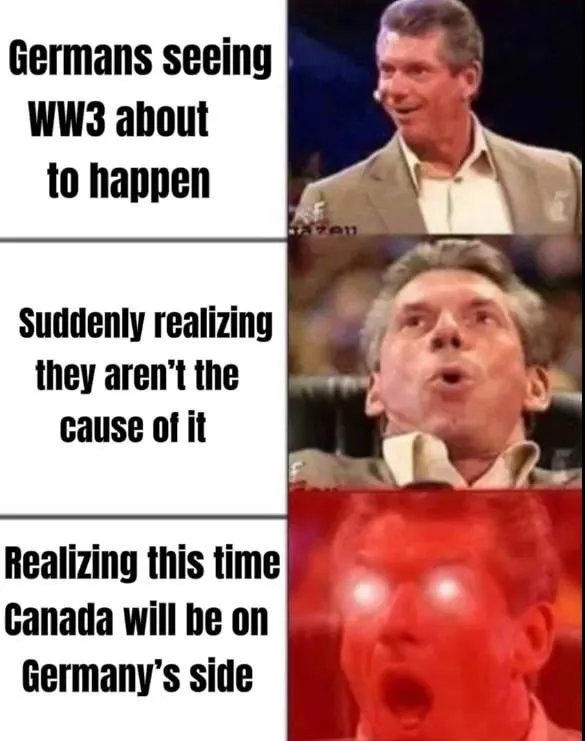 Germans seeing
WW3 about
to happen
Suddenly realizing
they aren't the
cause of it
Realizing this time
Canada will be on
Germany's side